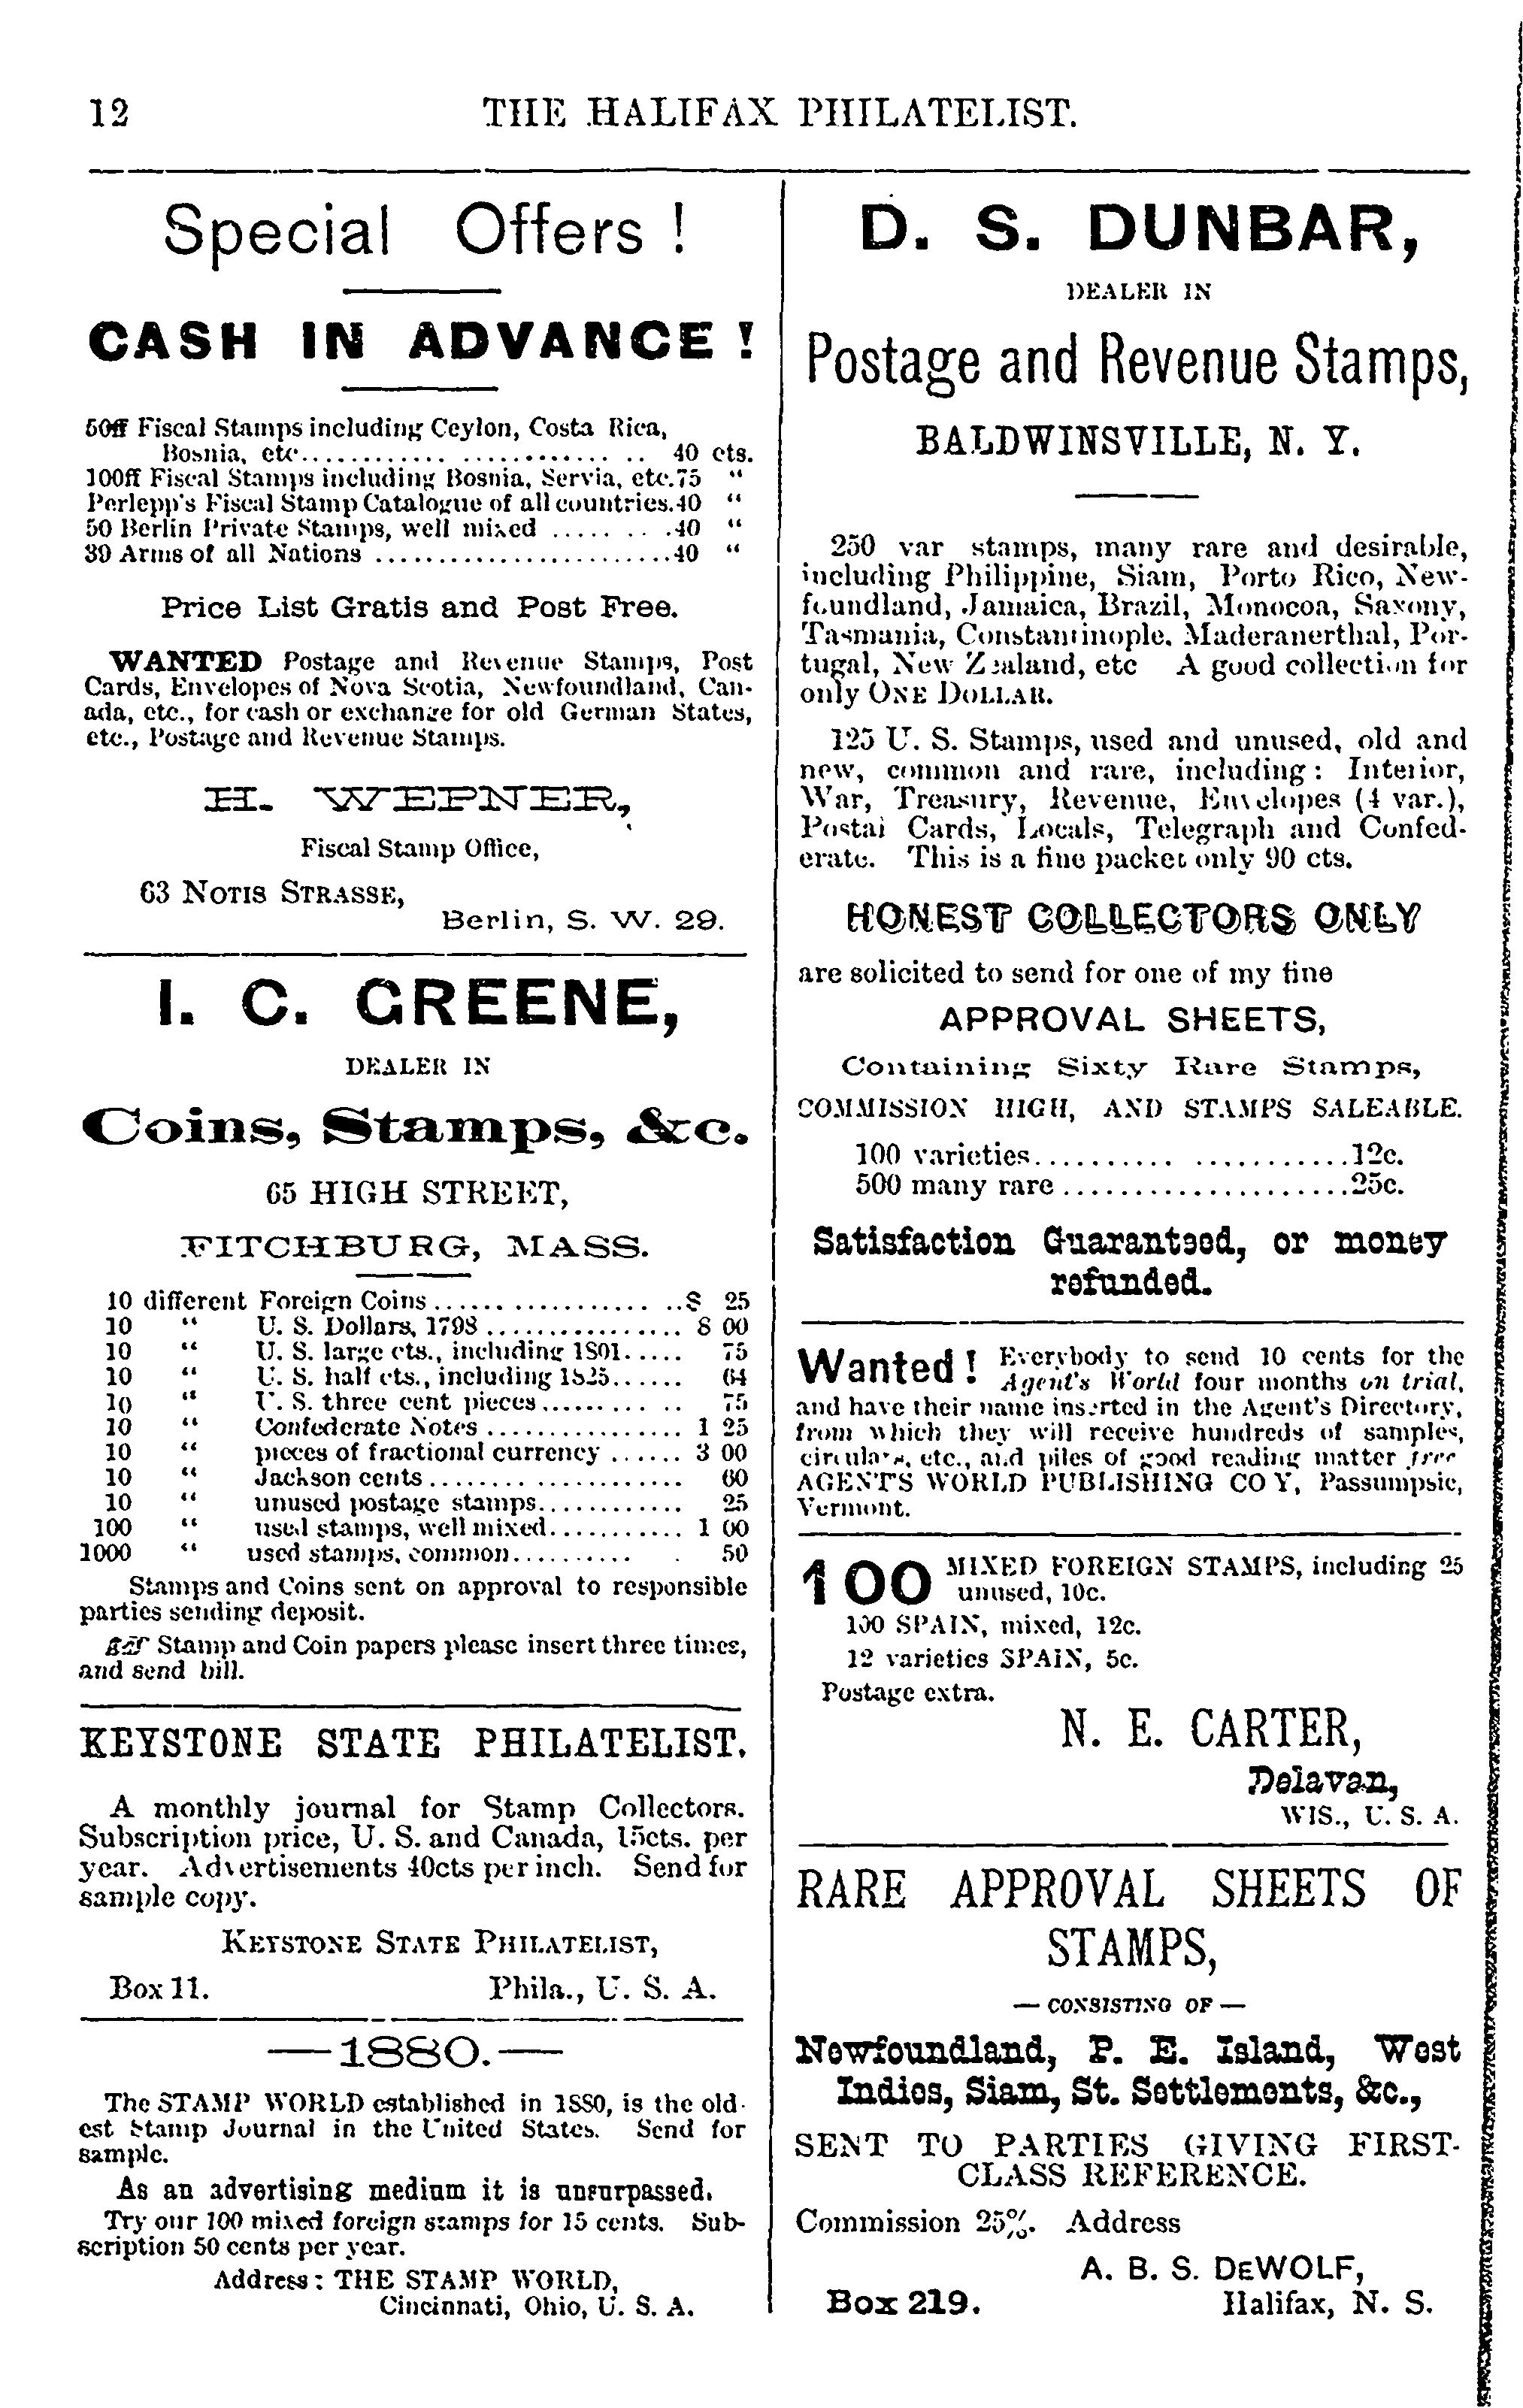 12
THE HALIFAX PHILATELIST.
Special Offers !
CASH IN ADVANCE !
50ff Fiscal Stamps including Ceylon, Costa Rica,
Bosnia, etc.................................. 40 cts.
100ff Fiscal Stamps including Bosnia, Servia, etc.75 "
Perlepp's Fiscal Stamp Catalogue of all countries.40 "
50 Berlin Private Stamps, well mixed .........40 "
39 Arms of all Nations ..........................40 "
Price List Gratis and Post Free.
WANTED Postage and Revenue Stamps, Post
Cards, Envelopes of Nova Scotia, Newfoundland, Can-
ada, etc., for cash or exchange for old German States,
etc., Postage and Revenue Stamps.
H. WEPNER,
Fiscal Stamp Office,
63 NOTIS STRASSE,
Berlin, S. W. 29.
I. C. GREENE,
DEALER IN
Coins, Stamps, &c.
65 HIGH STREET,
FITCHBURG, MASS.
10 different Foreign Coins....................$ 25
10 " U. S. Dollars, 1798 ................. 8 00
10 " U. S. large cts., including 1801..... 75
10 " U. S. half cts., including 1825...... 64
10 " U. S. three cent pieces............ 75
10 " Confederate Notes ................. 1 25
10 " pieces of fractional currency ...... 3 00
10 " Jackson cents...................... 60
10 " unused postage stamps............. 25
100 " used stamps, well mixed............ 1 00
1000 " used stamps, common........... 50
Stamps and Coins sent on approval to responsible
parties sending deposit.
☞ Stamp and Coin papers please insert three times,
and send bill.
KEYSTONE STATE PHILATELIST.
A monthly journal for Stamp Collectors.
Subscription price, U. S. and Canada, 15cts. per
year. Advertisements 40cts per inch. Send for
sample copy.
KEYSTONE STATE PHILATELIST,
Box 11. Phila., U. S. A.
—1880.—
The STAMP WORLD established in 1880, is the old-
est Stamp Journal in the United States. Send for
sample.
As an advertising medium it is unsurpassed.
Try our 100 mixed foreign stamps for 15 cents. Sub-
scription 50 cents per year.
Address: THE STAMP WORLD,
Cincinnati, Ohio, U. S. A.
D. S. DUNBAR,
DEALER IN
Postage and Revenue Stamps,
BALDWINSVILLE, N. Y.
250 var stamps, many rare and desirable,
including Philippine, Siam, Porto Rico, New-
foundland, Jamaica, Brazil, Monocoa, Saxony,
Tasmania, Constantinople, Maderanerthal, Por-
tugal, New Zealand, etc A good collection for
only ONE DOLLAR.
125 U. S. Stamps, used and unused, old and
new, common and rare, including: Interior,
War, Treasury, Revenue, Envelopes (4 var.),
Postal Cards, Locals, Telegraph and Confed-
erate. This is a fine packet only 90 cts.
HONEST COLLECTORS ONLY
are solicited to send for one of my fine
APPROVAL SHEETS,
Containing Sixty Rare Stamps,
COMMISSION HIGH, AND STAMPS SALEABLE.
100 varieties.....................12c.
500 many rare ....................25c.
Satisfaction Guaranteed, or money
refunded.
Wanted! Everybody to send 10 cents for the
Agent's World four months on trial,
and have their name inserted in the Agent's Directory,
from which they will receive hundreds of samples,
circulars, etc., and piles of good reading matter free
AGENT'S WORLD PUBLISHING CO Y, Passumpsic,
Vermont.
100 MIXED FOREIGN STAMPS, including 25
unused, 10c.
100 SPAIN, mixed, 12c.
12 varieties SPAIN, 5c.
Postage extra.
N. E. CARTER,
Delavan,
WIS., U. S. A.
RARE APPROVAL SHEETS OF
STAMPS,
— CONSISTING OF —
Newfoundland, P. E. Island, West
Indies, Siam, St. Settlements, &c.,
SENT TO PARTIES GIVING FIRST-
CLASS REFERENCE.
Commission 25%. Address
A. B. S. DEWOLF,
Box 219. Halifax, N. S.